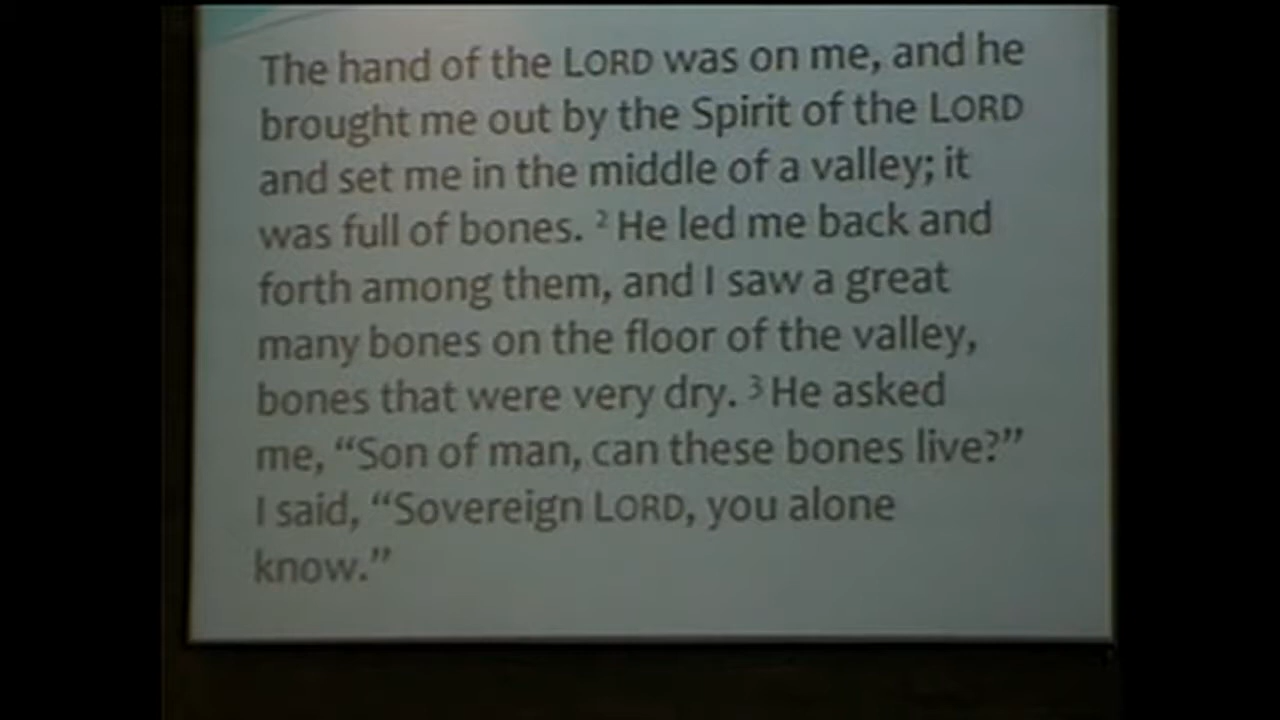 The hand of the LORD was on me, and he
brought me out by the Spirit of the LORD
and set me in the middle of a valley; it
was full of bones. ² He led me back and
forth among them, and I saw a great
many bones on the floor of the valley,
bones that were very dry. ³ He asked
me, “Son of man, can these bones live?”
I said, “Sovereign LORD, you alone
know.”